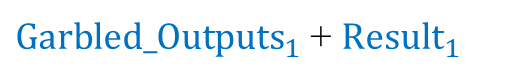 Garbled_Outputs₁ + Result₁